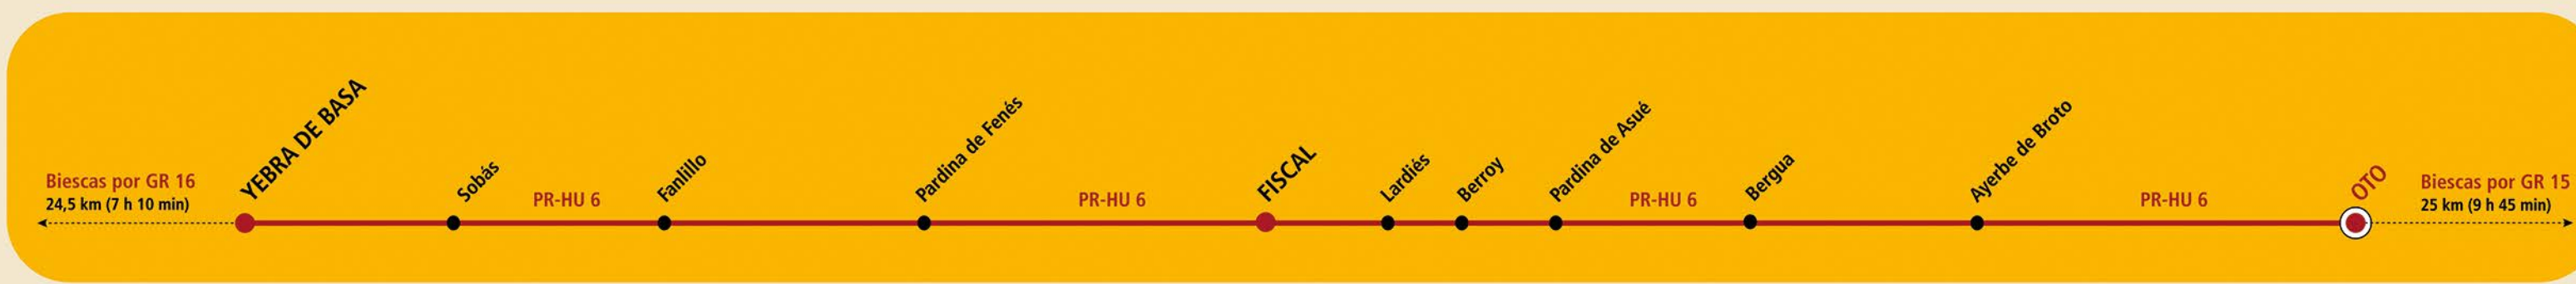 Biescas por GR 16
24,5 km (7 h 10 min)
YEBRA DE BASA
Sobás
PR-HU 6
Fanlillo
Pardina de Fenés
PR-HU 6
FISCAL
Lardiés
Berroy
Pardina de Asué
PR-HU 6
Bergua
Ayerbe de Broto
PR-HU 6
OTO
Biescas por GR 15
25 km (9 h 45 min)